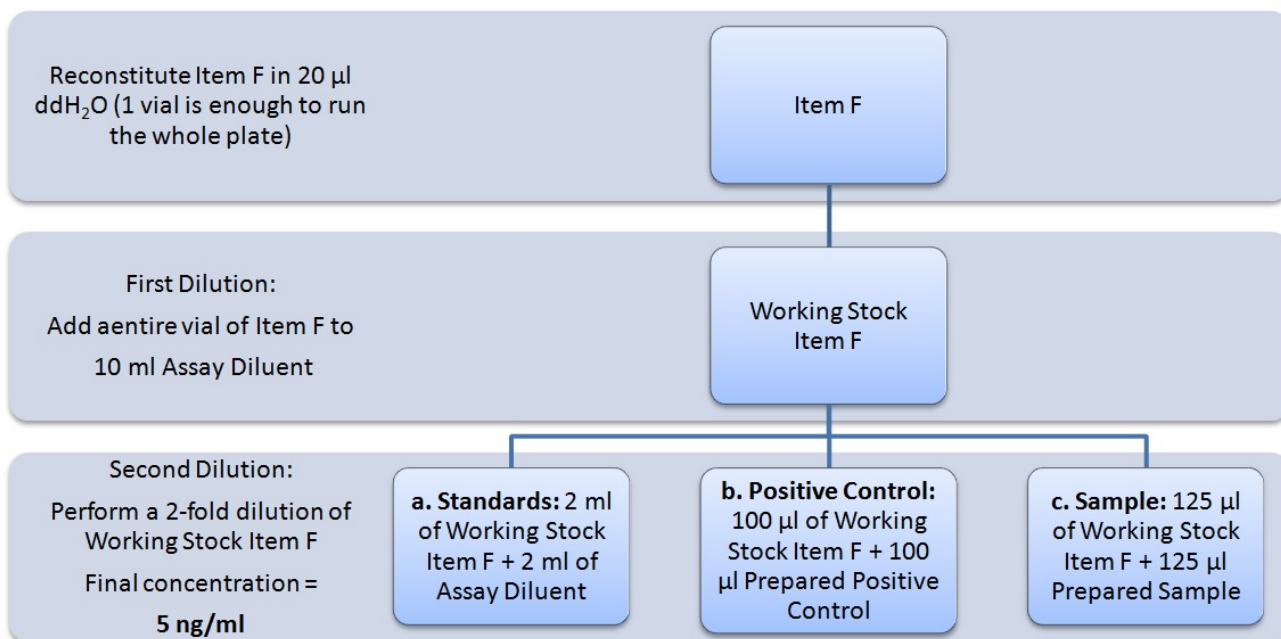 Reconstitute Item F in 20 µl
ddH₂O (1 vial is enough to run
the whole plate)
Item F
First Dilution:
Add aentire vial of Item F to
10 ml Assay Diluent
Working Stock
Item F
Second Dilution:
Perform a 2-fold dilution of
Working Stock Item F
Final concentration =
5 ng/ml
a. Standards: 2 ml
of Working Stock
Item F + 2 ml of
Assay Diluent
b. Positive Control:
100 µl of Working
Stock Item F + 100
µl Prepared Positive
Control
c. Sample: 125 µl
of Working Stock
Item F + 125 µl
Prepared Sample